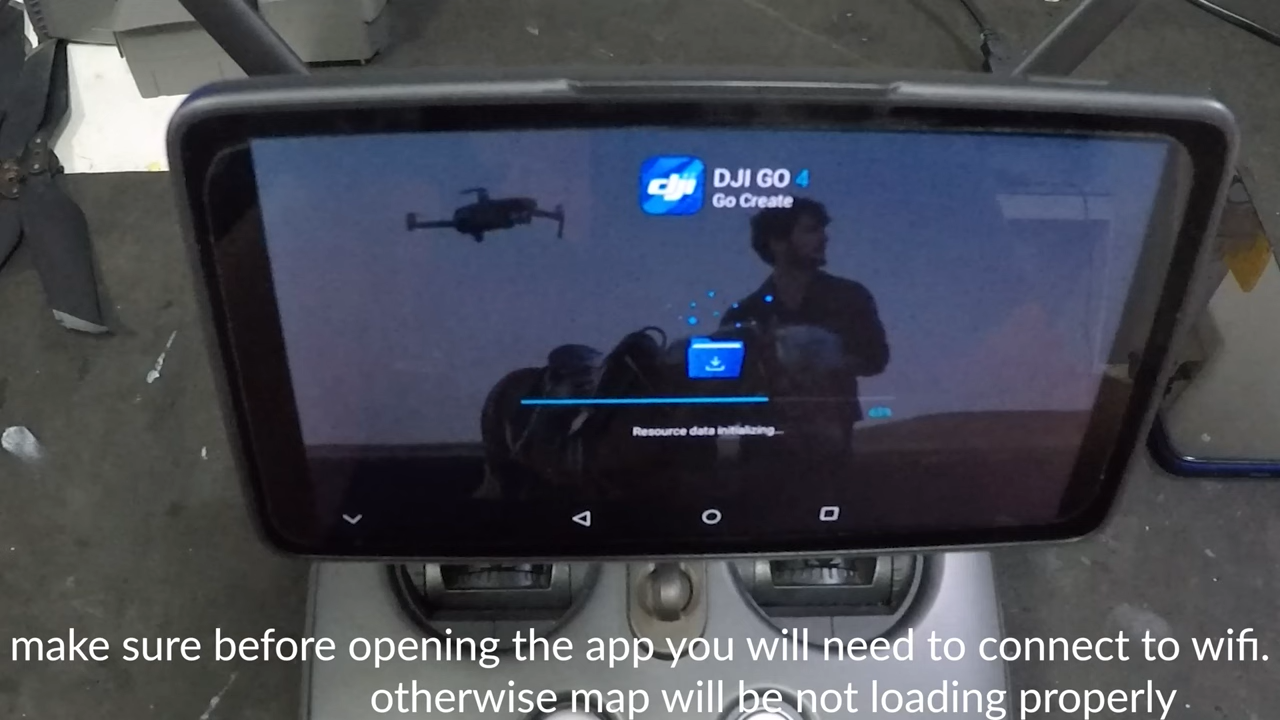 dji
DJI GO 4
Go Create
Resource data initializing...
make sure before opening the app you will need to connect to wifi.
otherwise map will be not loading properly